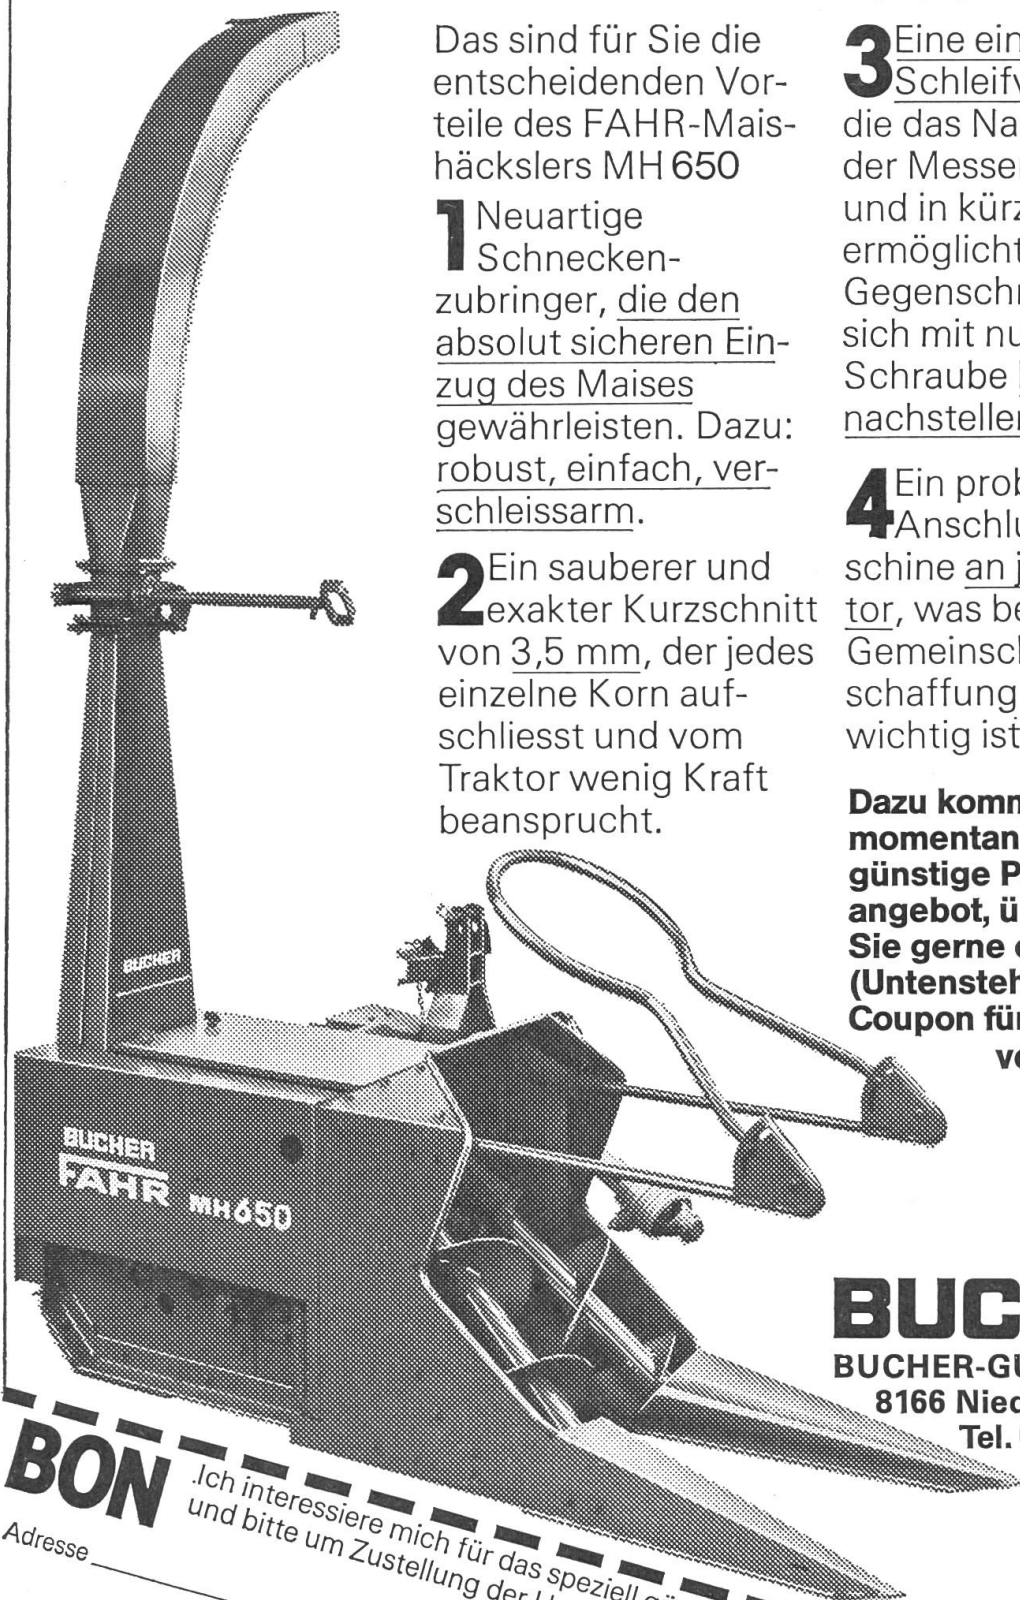 Das sind für Sie die
entscheidenden Vor-
teile des FAHR-Mais-
häckslers MH 650
1 Neuartige
Schnecken-
zubringer, die den
absolut sicheren Ein-
zug des Maises
gewährleisten. Dazu:
robust, einfach, ver-
schleissarm.
2 Ein sauberer und
exakter Kurzschnitt
von 3,5 mm, der jedes
einzelne Korn auf-
schliesst und vom
Traktor wenig Kraft
beansprucht.
3 Eine ein
Schleifv
die das Na
der Messer
und in kürz
ermöglicht
Gegenschn
sich mit nu
Schraube
nachstellen
4 Ein prob
Anschlu
schine an j
tor, was be
Gemeinsch
schaffung
wichtig ist
Dazu komm
momentan
günstige P
angebot, ü
Sie gerne
(Untensteh
Coupon für
ve
BUCHER
BUCHER
FAHR MH650
BUC
BUCHER-GU
8166 Nied
Tel.
BON
.Ich interessiere mich für das speziell gü
und bitte um Zustellung der
Adresse